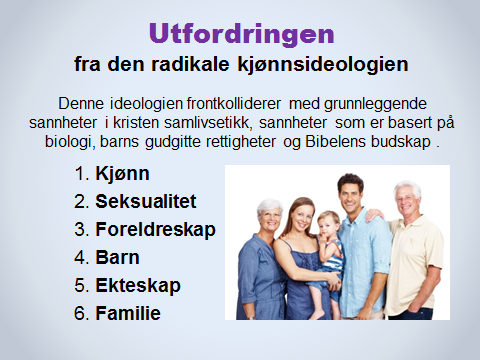 Utfordringen
fra den radikale kjønnsideologien
Denne ideologien frontkolliderer med grunnleggende
sannheter i kristen samlivsetikk, sannheter som er basert på
biologi, barns gudgitte rettigheter og Bibelens budskap .
1. Kjønn
2. Seksualitet
3. Foreldreskap
4. Barn
5. Ekteskap
6. Familie